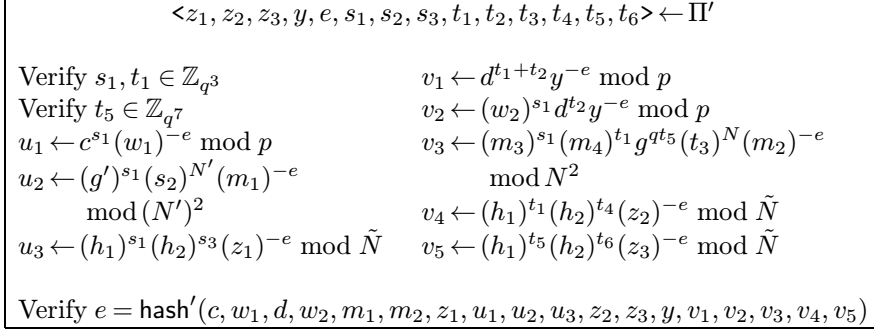 <z₁, z₂, z₃, y, e, s₁, s₂, s₃, t₁, t₂, t₃, t₄, t₅, t₆> ← Π′
Verify s₁, t₁ ∈ ℤ_{q³}
Verify t₅ ∈ ℤ_{q⁷}
u₁ ← c^{s₁}(w₁)^{−e} mod p
u₂ ← (g′)^{s₁}(s₂)^{N′}(m₁)^{−e}
mod (N′)²
u₃ ← (h₁)^{s₁}(h₂)^{s₃}(z₁)^{−e} mod Ñ
v₁ ← d^{t₁+t₂}y^{−e} mod p
v₂ ← (w₂)^{s₁}d^{t₂}y^{−e} mod p
v₃ ← (m₃)^{s₁}(m₄)^{t₁}g^{qt₅}(t₃)^{N}(m₂)^{−e}
mod N²
v₄ ← (h₁)^{t₁}(h₂)^{t₄}(z₂)^{−e} mod Ñ
v₅ ← (h₁)^{t₅}(h₂)^{t₆}(z₃)^{−e} mod Ñ
Verify e = hash′(c, w₁, d, w₂, m₁, m₂, z₁, u₁, u₂, u₃, z₂, z₃, y, v₁, v₂, v₃, v₄, v₅)